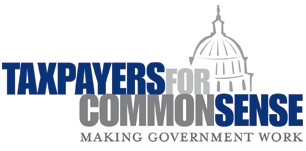 TAXPAYERSFOR
COMMONSENSE
MAKING GOVERNMENT WORK